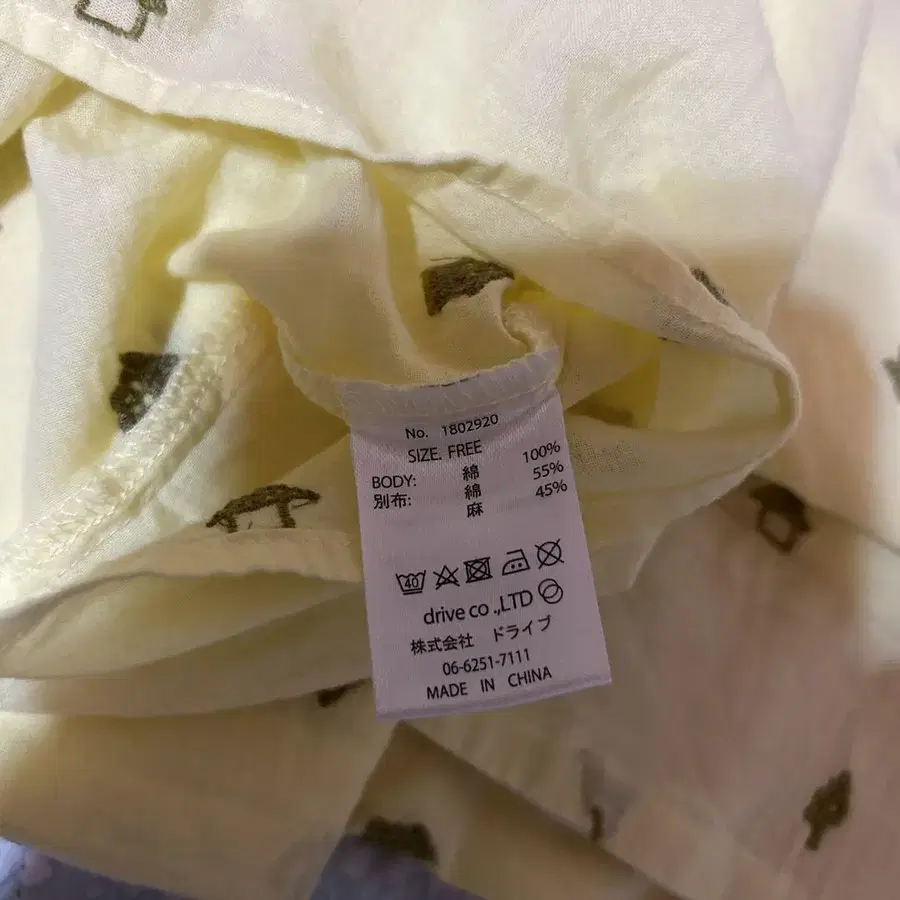 No. 1802920
SIZE. FREE
BODY: 綿 100%
別布: 綿 55%
麻 45%
40
drive co .,LTD
株式会社 ドライブ
06-6251-7111
MADE IN CHINA